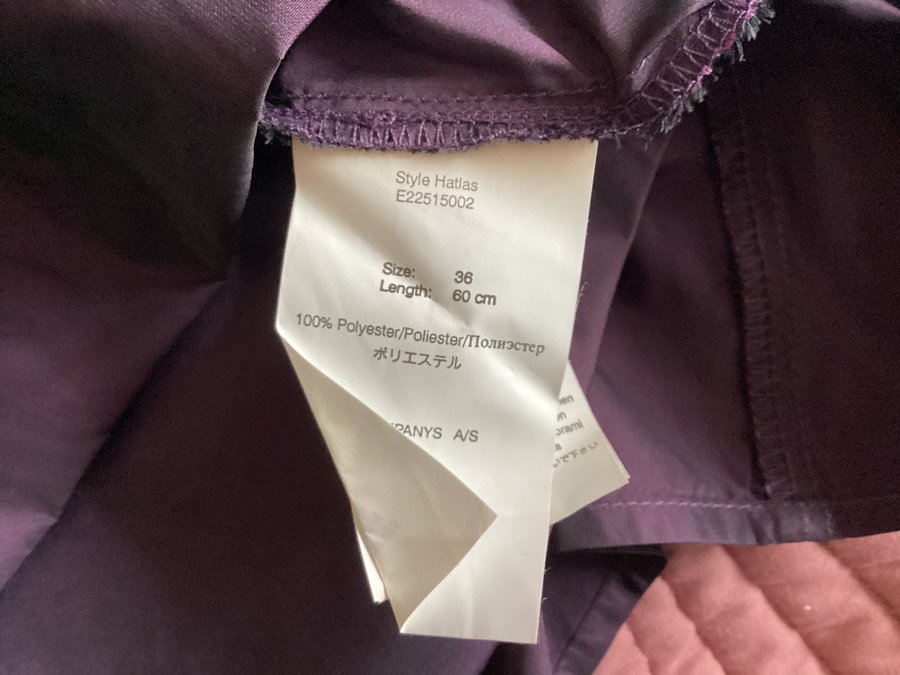 Style Hatlas
E22515002
Size: 36
Length: 60 cm
100% Polyester/Poliester/Полиэстер
ポリエステル
PANYS A/S